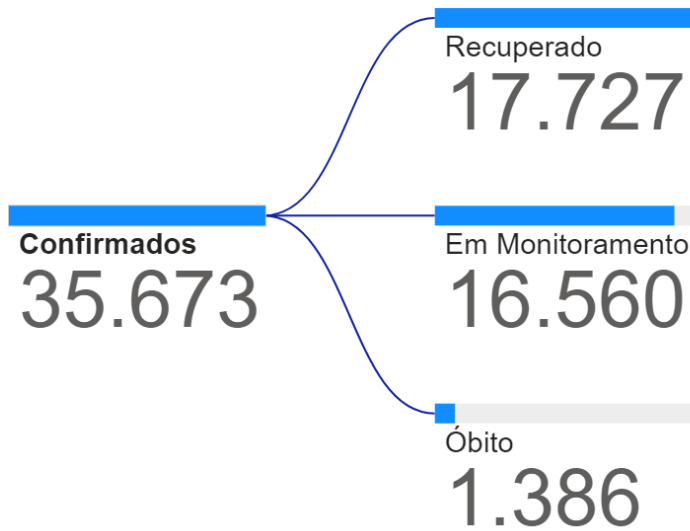 Recuperado
17.727
Confirmados
35.673
Em Monitoramento
16.560
Óbito
1.386